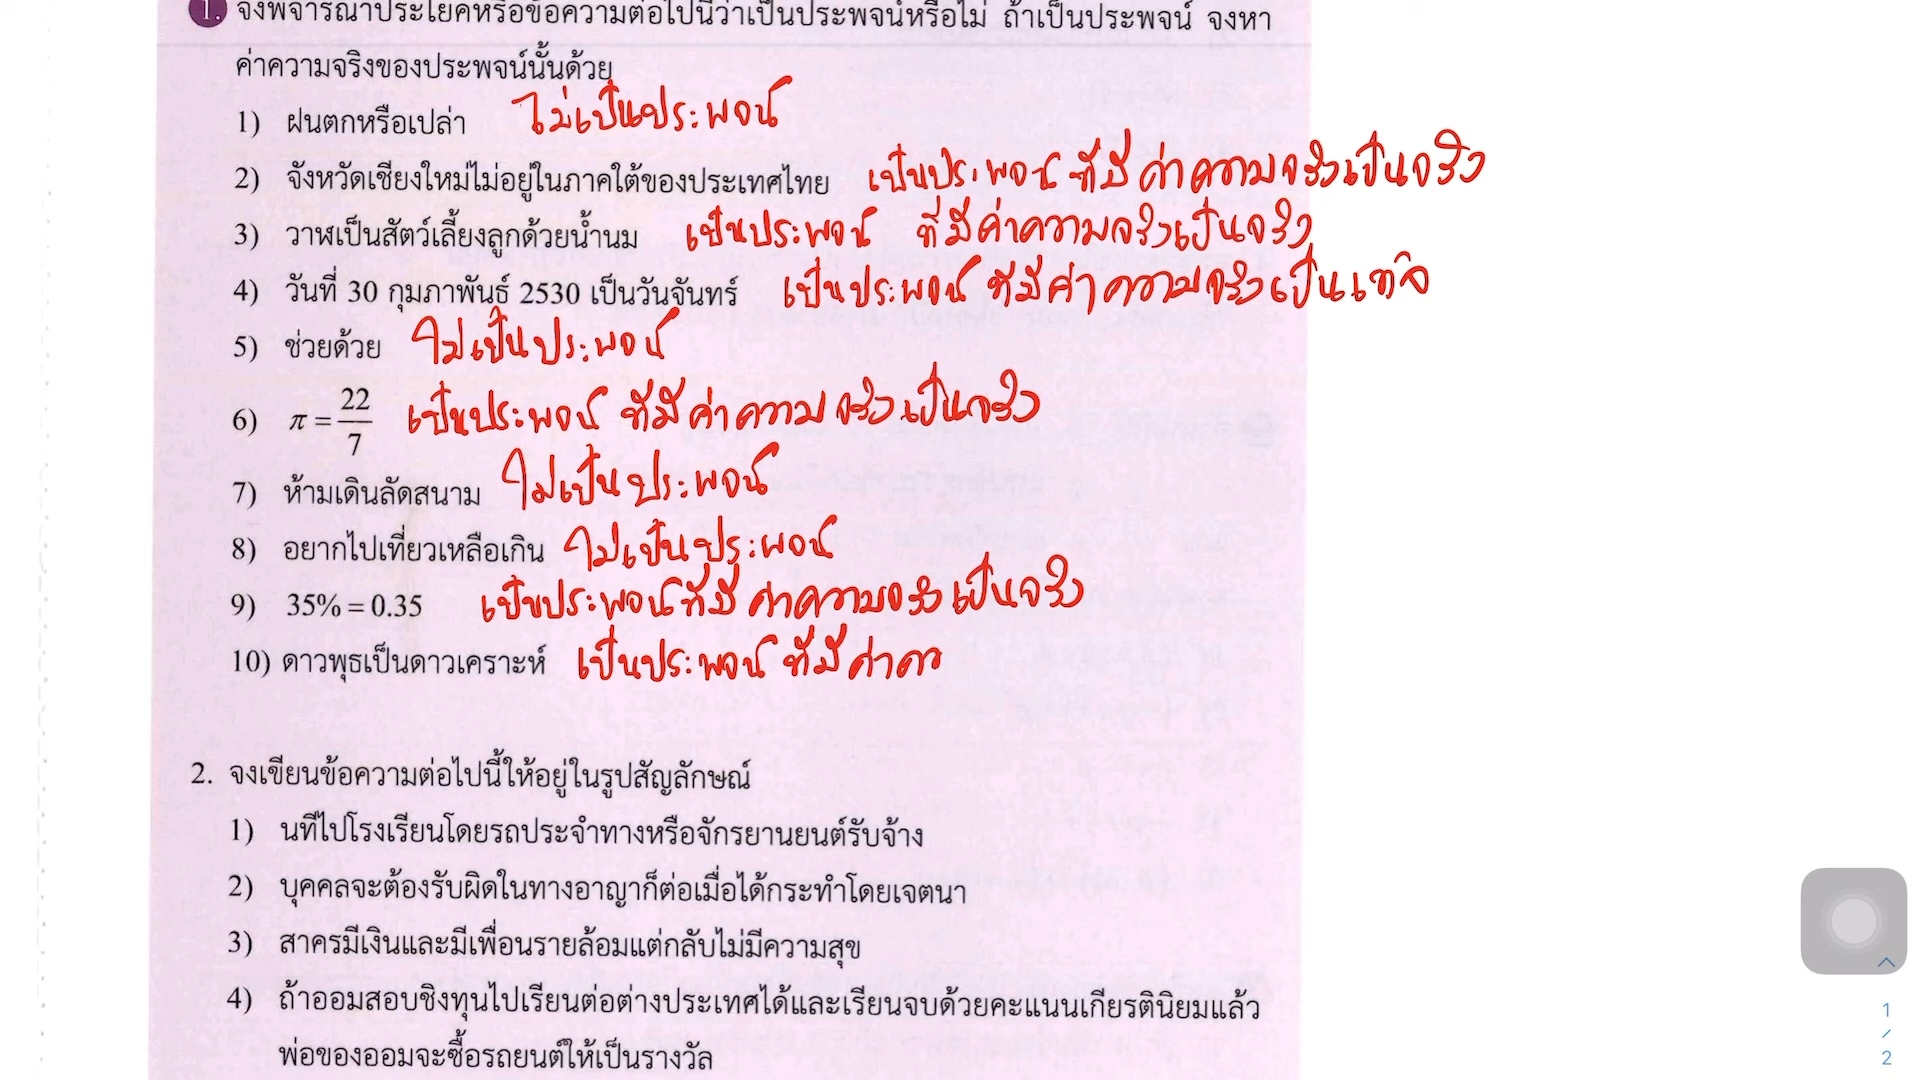 1. จงพิจารณาประโยคหรือข้อความต่อไปนี้ว่าเป็นประพจน์หรือไม่ ถ้าเป็นประพจน์ จงหา
ค่าความจริงของประพจน์นั้นด้วย
1) ฝนตกหรือเปล่า ไม่เป็นประพจน์
2) จังหวัดเชียงใหม่ไม่อยู่ในภาคใต้ของประเทศไทย เป็นประพจน์ ที่มีค่าความจริงเป็นจริง
3) วาฬเป็นสัตว์เลี้ยงลูกด้วยน้ำนม เป็นประพจน์ ที่มีค่าความจริงเป็นจริง
4) วันที่ 30 กุมภาพันธ์ 2530 เป็นวันจันทร์ เป็นประพจน์ ที่มีค่าความจริงเป็นเท็จ
5) ช่วยด้วย ไม่เป็นประพจน์
6) π = 22/7 เป็นประพจน์ ที่มีค่าความจริงเป็นจริง
7) ห้ามเดินลัดสนาม ไม่เป็นประพจน์
8) อยากไปเที่ยวเหลือเกิน ไม่เป็นประพจน์
9) 35% = 0.35 เป็นประพจน์ที่มีค่าความจริงเป็นจริง
10) ดาวพุธเป็นดาวเคราะห์ เป็นประพจน์ ที่มีค่าคว
2. จงเขียนข้อความต่อไปนี้ให้อยู่ในรูปสัญลักษณ์
1) นทีไปโรงเรียนโดยรถประจำทางหรือจักรยานยนต์รับจ้าง
2) บุคคลจะต้องรับผิดในทางอาญาก็ต่อเมื่อได้กระทำโดยเจตนา
3) สาครมีเงินและมีเพื่อนรายล้อมแต่กลับไม่มีความสุข
4) ถ้าออมสอบชิงทุนไปเรียนต่อต่างประเทศได้และเรียนจบด้วยคะแนนเกียรตินิยมแล้ว
พ่อของออมจะซื้อรถยนต์ให้เป็นรางวัล
1
/
2